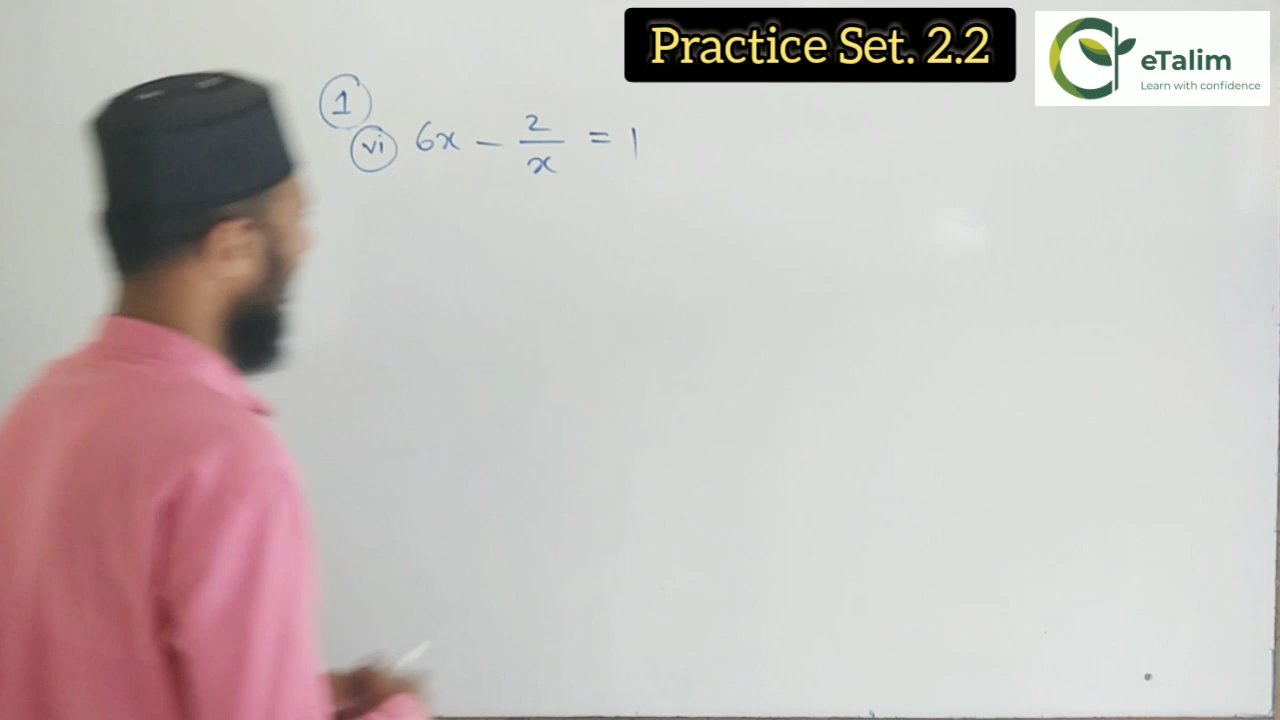 Practice Set. 2.2
eTalim
Learn with confidence
1
vi 6x - 2/x = 1